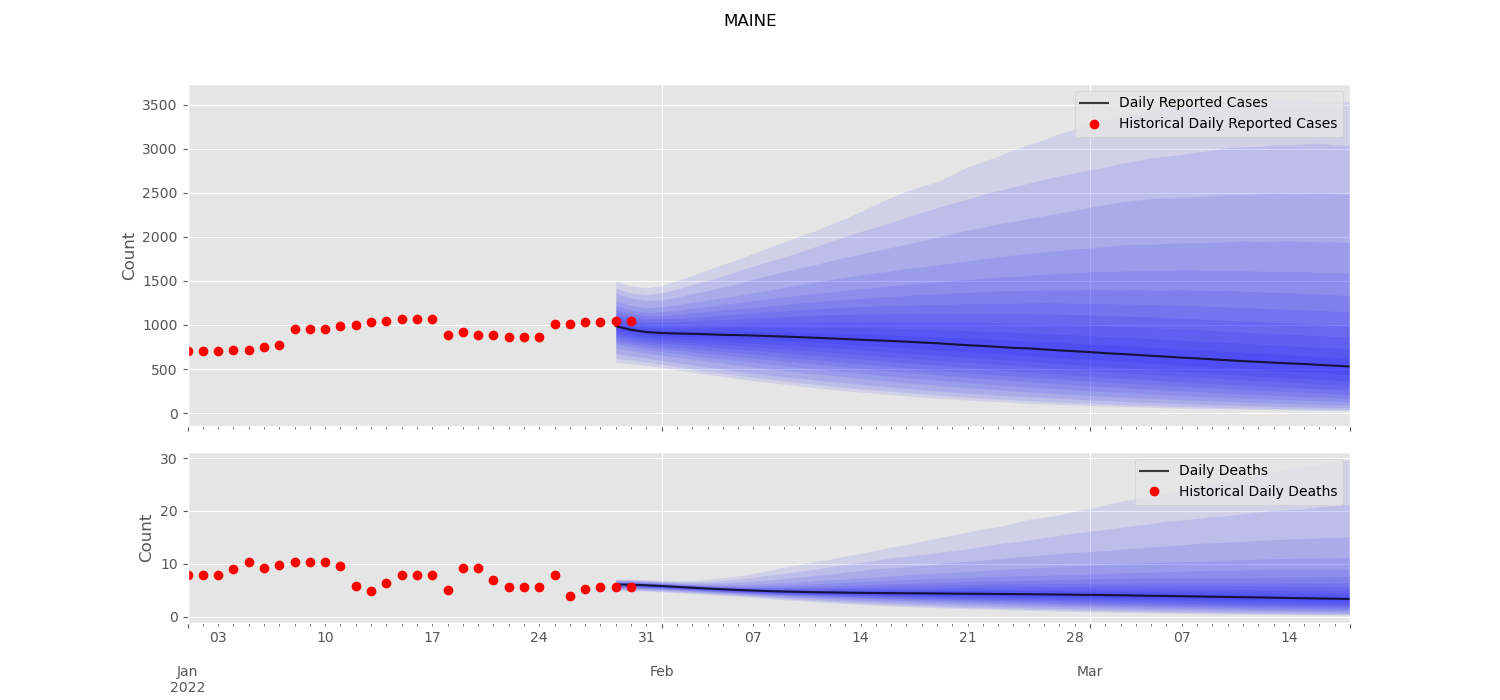 MAINE
3500
3000
2500
2000
1500
1000
500
0
Count
Daily Reported Cases
Historical Daily Reported Cases
30
20
10
0
Count
Daily Deaths
Historical Daily Deaths
03 10 17 24 31 07 14 21 28 07 14
Jan Feb Mar
2022